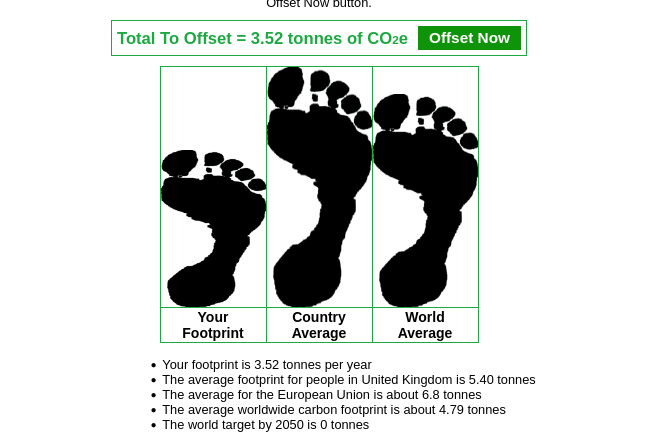 Offset Now button.
Total To Offset = 3.52 tonnes of CO₂e Offset Now
Your Footprint
Country Average
World Average
• Your footprint is 3.52 tonnes per year
• The average footprint for people in United Kingdom is 5.40 tonnes
• The average for the European Union is about 6.8 tonnes
• The average worldwide carbon footprint is about 4.79 tonnes
• The world target by 2050 is 0 tonnes